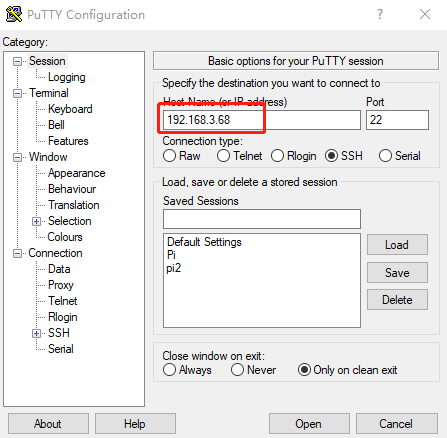 PuTTY Configuration
?
Category:
Session
Logging
Terminal
Keyboard
Bell
Features
Window
Appearance
Behaviour
Translation
Selection
Colours
Connection
Data
Proxy
Telnet
Rlogin
SSH
Serial
Basic options for your PuTTY session
Specify the destination you want to connect to
Host Name (or IP address) Port
192.168.3.68 22
Connection type:
Raw Telnet Rlogin SSH Serial
Load, save or delete a stored session
Saved Sessions
Default Settings
Pi
pi2
Load
Save
Delete
Close window on exit:
Always Never Only on clean exit
About Help Open Cancel